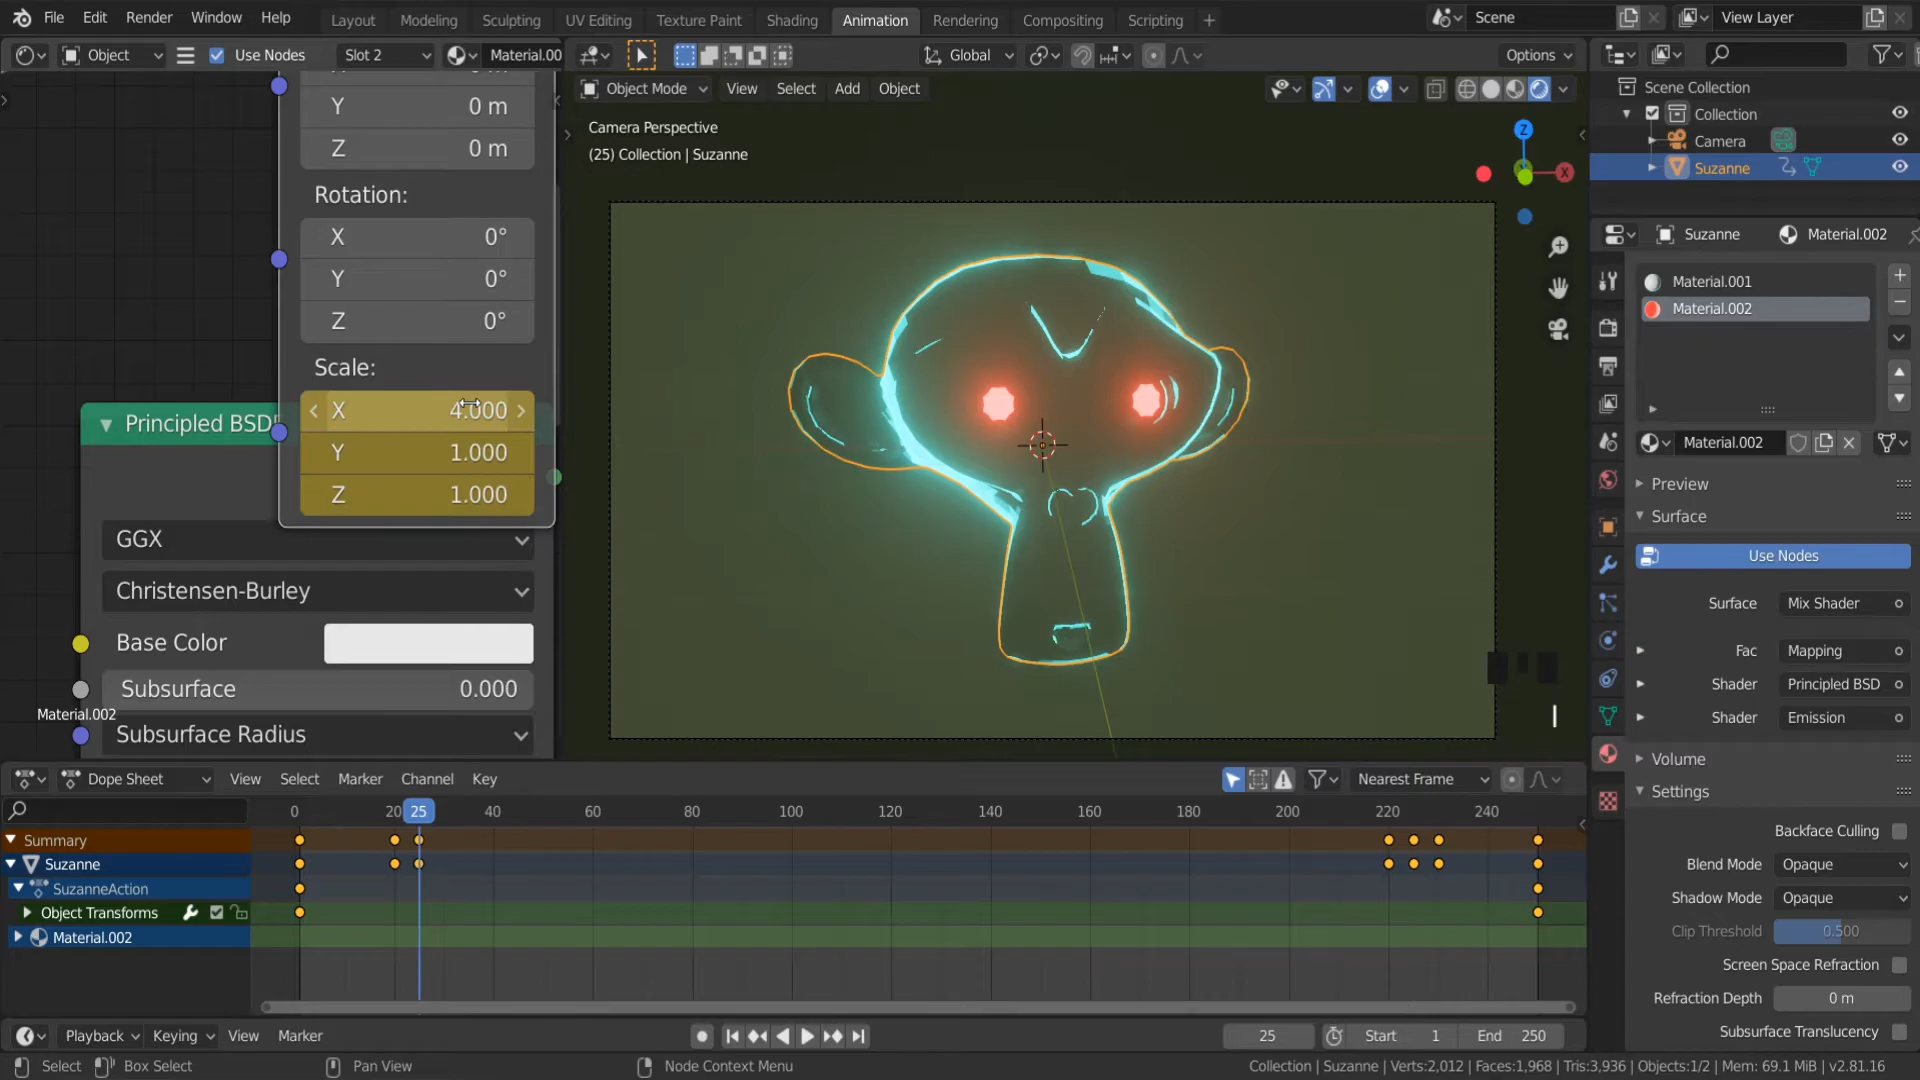 File Edit Render Window Help Layout Modeling Sculpting UV Editing Texture Paint Shading Animation Rendering Compositing Scripting + Scene View Layer
Object Use Nodes Slot 2 Material.00 Global Options
Object Mode View Select Add Object
Y 0 m
Z 0 m
Rotation:
X 0°
Y 0°
Z 0°
Scale:
X 4.000
Y 1.000
Z 1.000
Principled BSD
GGX
Christensen-Burley
Base Color
Subsurface 0.000
Material.002
Subsurface Radius
Camera Perspective
(25) Collection | Suzanne
Z
X
Scene Collection
Collection
Camera
Suzanne
Suzanne Material.002
Material.001
Material.002
Material.002
Preview
Surface
Use Nodes
Surface Mix Shader
Fac Mapping
Shader Principled BSD
Shader Emission
Volume
Settings
Backface Culling
Blend Mode Opaque
Shadow Mode Opaque
Clip Threshold 0.500
Screen Space Refraction
Refraction Depth 0 m
Subsurface Translucency
Dope Sheet View Select Marker Channel Key Nearest Frame
0 20 25 40 60 80 100 120 140 160 180 200 220 240
Summary
Suzanne
SuzanneAction
Object Transforms
Material.002
Playback Keying View Marker 25 Start 1 End 250
Select Box Select Pan View Node Context Menu Collection | Suzanne | Verts:2,012 | Faces:1,968 | Tris:3,936 | Objects:1/2 | Mem: 69.1 MiB | v2.81.16